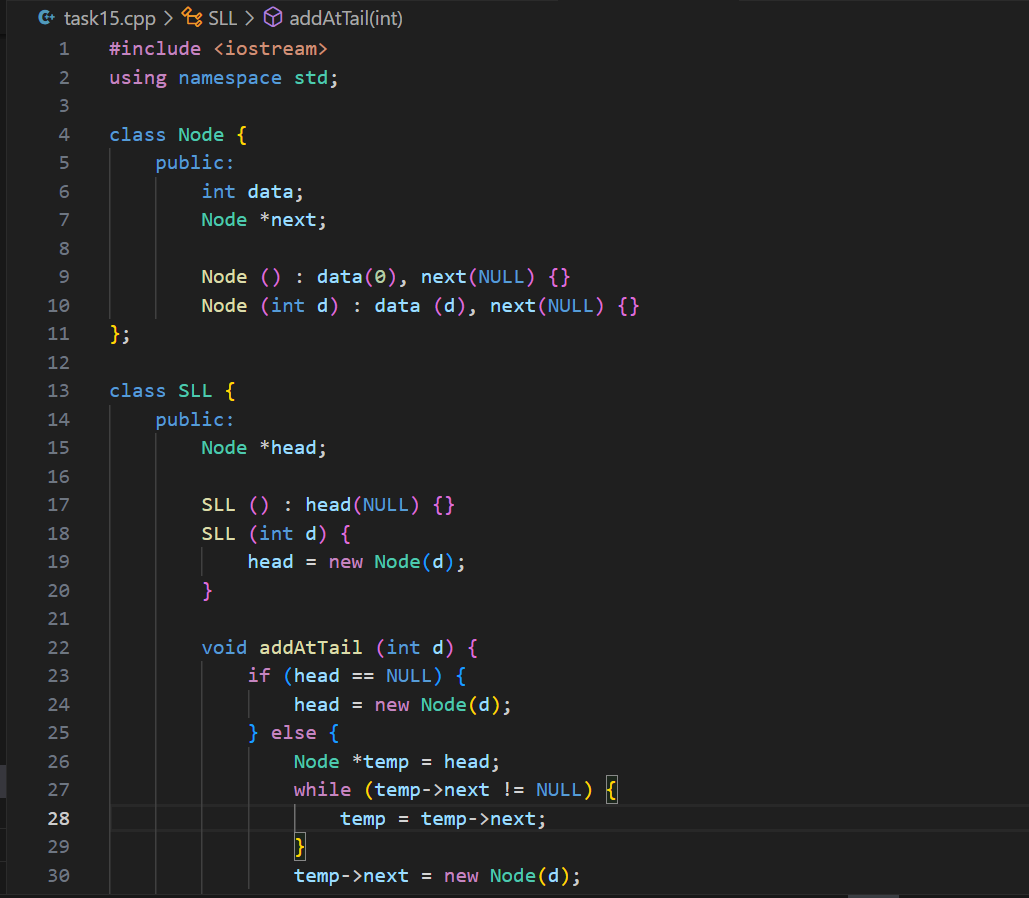 task15.cpp > SLL > addAtTail(int)
1 #include <iostream>
2 using namespace std;
3
4 class Node {
5     public:
6         int data;
7         Node *next;
8
9         Node () : data(0), next(NULL) {}
10         Node (int d) : data (d), next(NULL) {}
11 };
12
13 class SLL {
14     public:
15         Node *head;
16
17         SLL () : head(NULL) {}
18         SLL (int d) {
19             head = new Node(d);
20         }
21
22         void addAtTail (int d) {
23             if (head == NULL) {
24                 head = new Node(d);
25             } else {
26                 Node *temp = head;
27                 while (temp->next != NULL) {
28                     temp = temp->next;
29                 }
30                 temp->next = new Node(d);